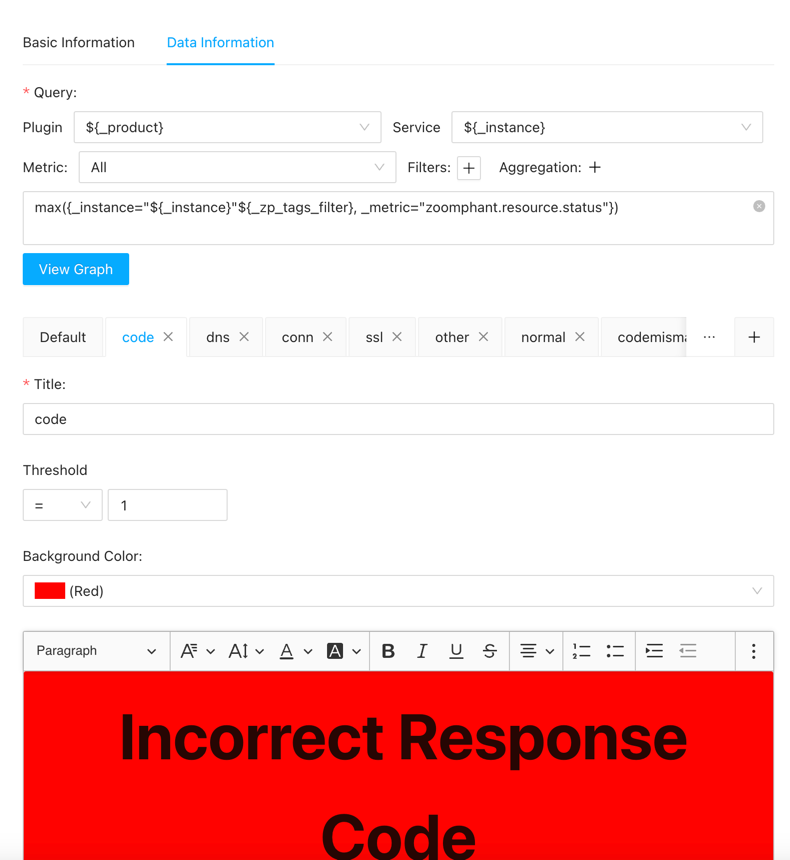 Basic Information Data Information
* Query:
Plugin ${_product} Service ${_instance}
Metric: All Filters: + Aggregation: +
max({_instance="${_instance}"${_zp_tags_filter}, _metric="zoomphant.resource.status"})
View Graph
Default code dns conn ssl other normal codemisma ··· +
* Title:
code
Threshold
= 1
Background Color:
(Red)
Paragraph A A A A B I U S
Incorrect Response
Code